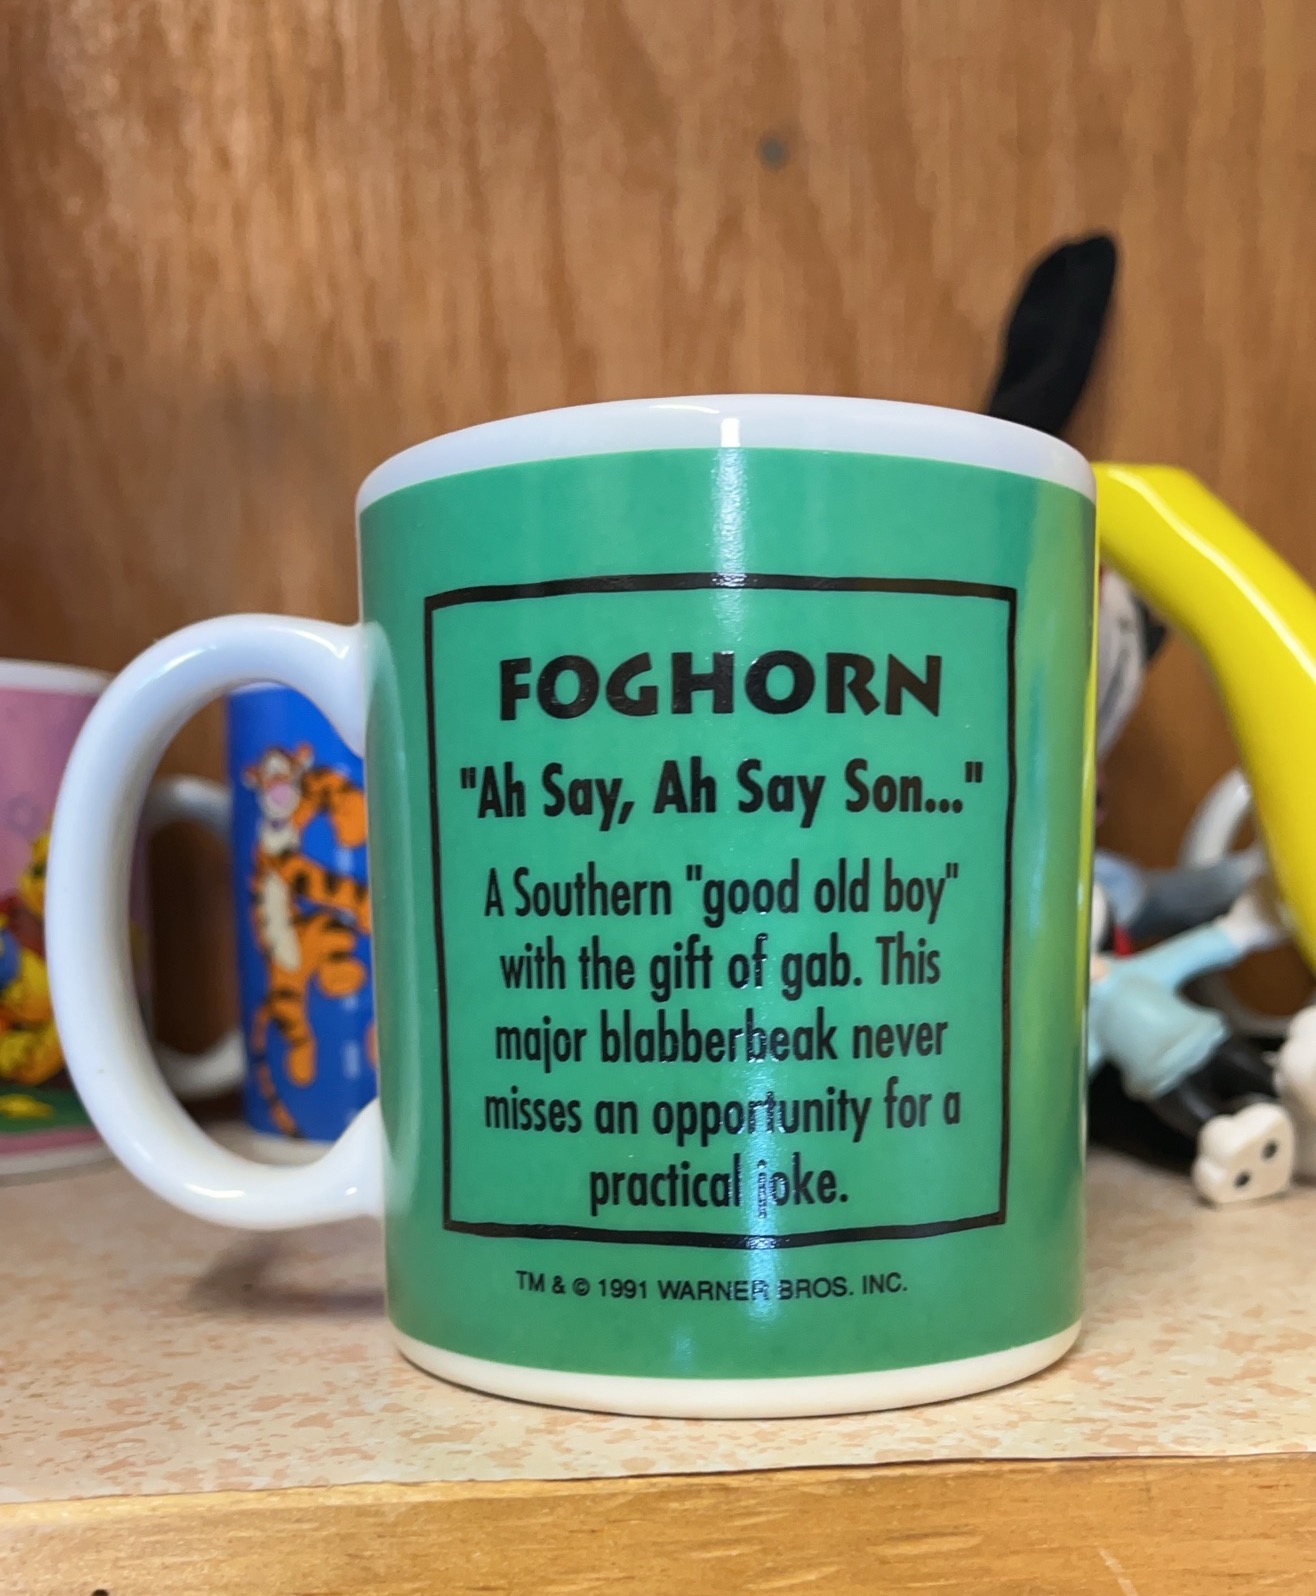 FOGHORN
"Ah Say, Ah Say Son..."
A Southern "good old boy"
with the gift of gab. This
major blabberbeak never
misses an opportunity for a
practical joke.
TM & © 1991 WARNER BROS. INC.